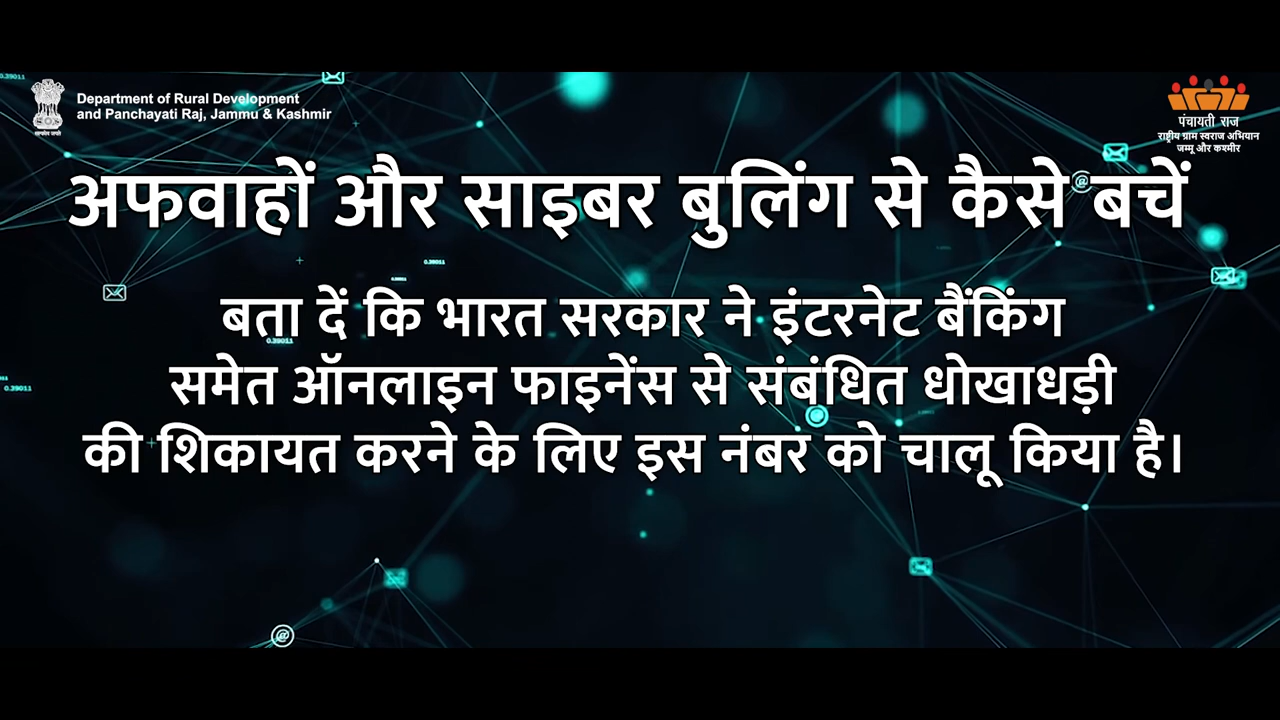 Department of Rural Development
and Panchayati Raj, Jammu & Kashmir
पंचायती राज
राष्ट्रीय ग्राम स्वराज अभियान
जम्मू और कश्मीर
अफवाहों और साइबर बुलिंग से कैसे बचें
बता दें कि भारत सरकार ने इंटरनेट बैंकिंग
समेत ऑनलाइन फाइनेंस से संबंधित धोखाधड़ी
की शिकायत करने के लिए इस नंबर को चालू किया है।